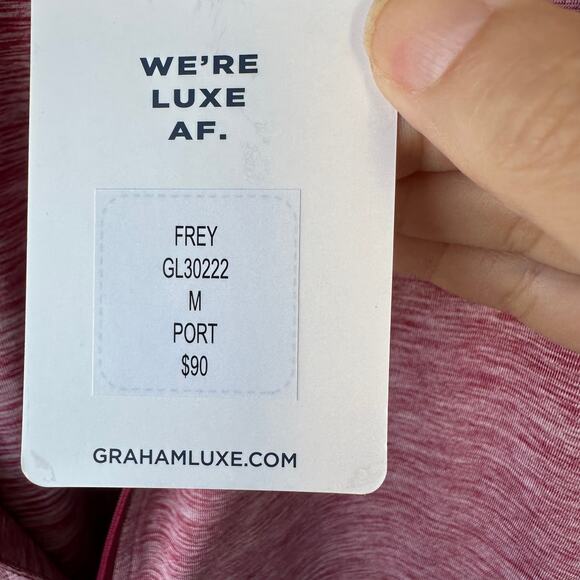 WE'RE
LUXE
AF.
FREY
GL30222
M
PORT
$90
GRAHAMLUXE.COM